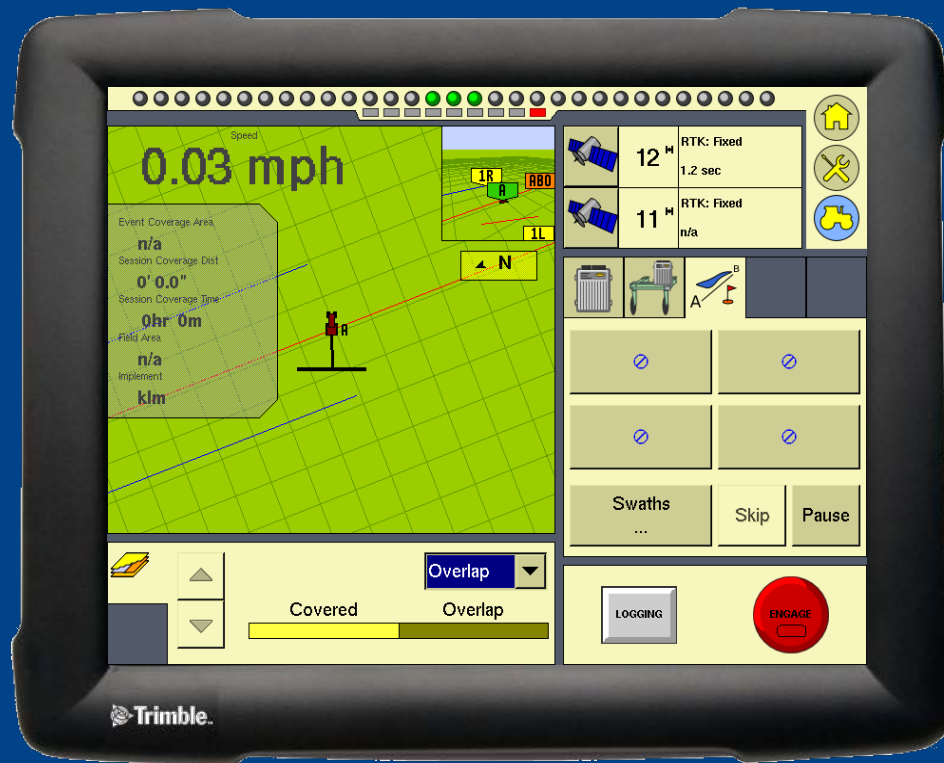 Speed
0.03 mph
Event Coverage Area
n/a
Session Coverage Dist
0' 0.0"
Session Coverage Time
0hr 0m
Field Area
n/a
Implement
klm
1R
A
AB0
1L
N
A
12 H
RTK: Fixed
1.2 sec
11 H
RTK: Fixed
n/a
A B
Swaths
...
Skip
Pause
Overlap
Covered
Overlap
LOGGING
ENGAGE
Trimble.